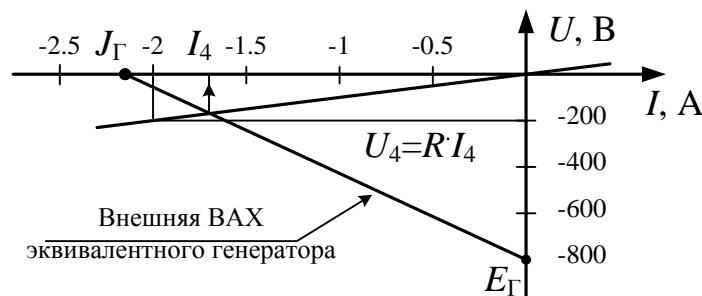 U, В
J_Г
I_4
-2.5
-2
-1.5
-1
-0.5
I, А
-200
U_4=R·I_4
-400
-600
Внешняя ВАХ
эквивалентного генератора
-800
E_Г